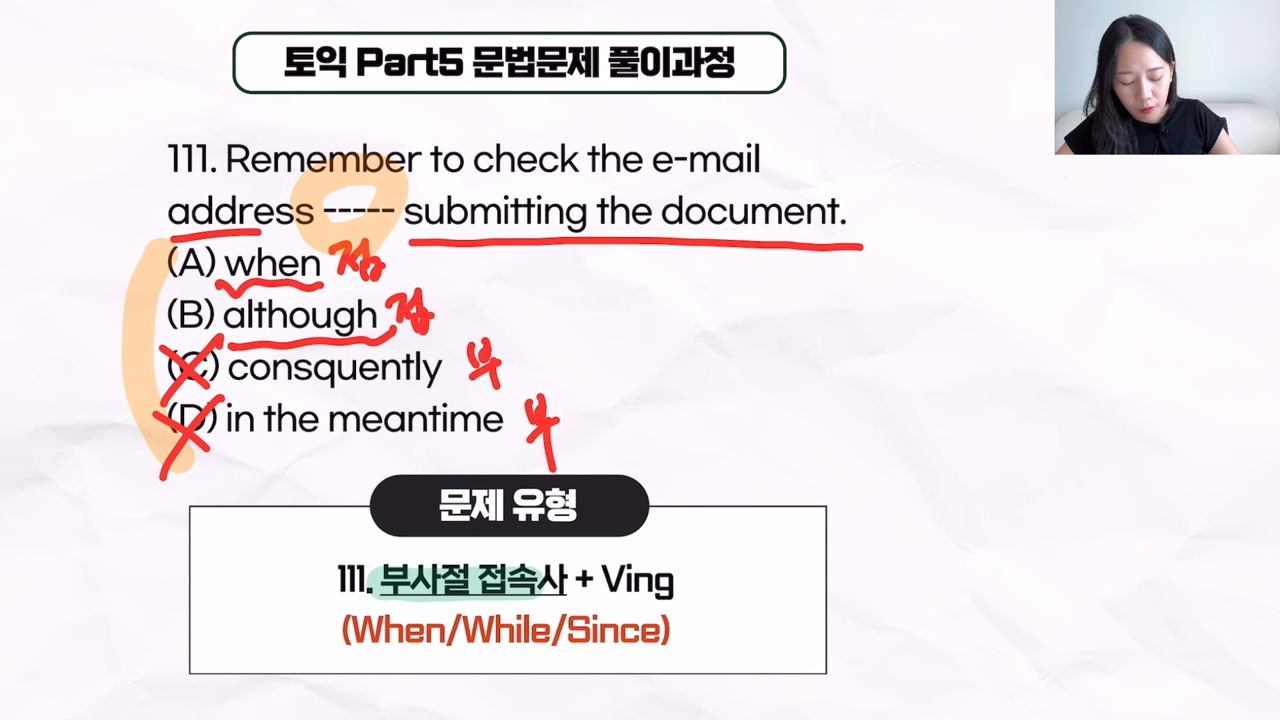 토익 Part5 문법문제 풀이과정
111. Remember to check the e-mail
address ----- submitting the document.
(A) when 접
(B) although 접
(C) consquently 부
(D) in the meantime 부
문제 유형
111. 부사절 접속사 + Ving
(When/While/Since)